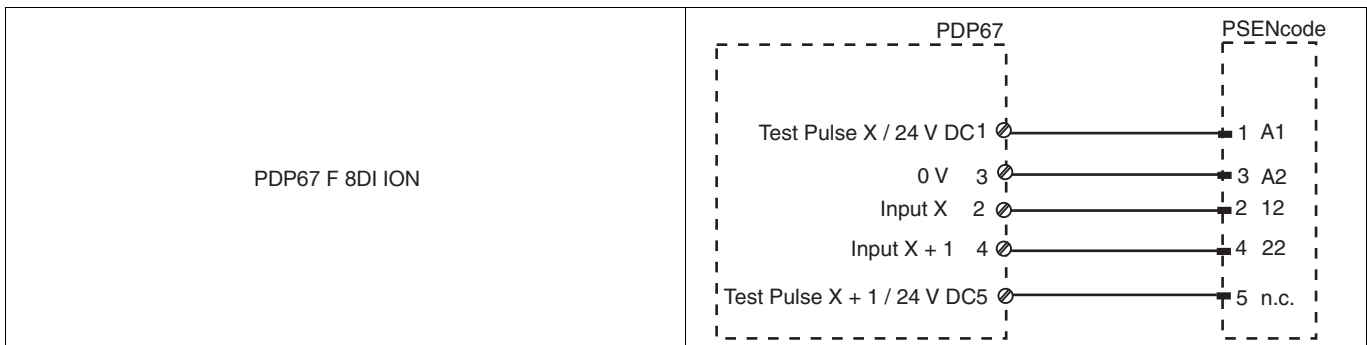 PDP67 F 8DI ION
PDP67 PSENcode
Test Pulse X / 24 V DC1 1 A1
0 V 3 3 A2
Input X 2 2 12
Input X + 1 4 4 22
Test Pulse X + 1 / 24 V DC5 5 n.c.